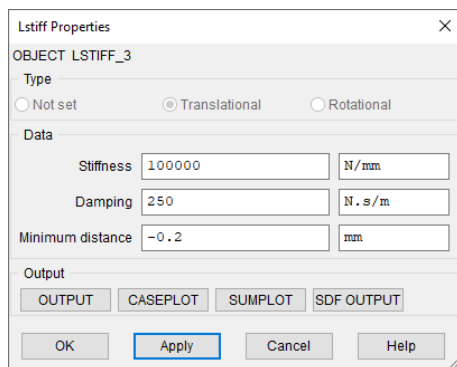 Lstiff Properties
OBJECT LSTIFF_3
Type
Not set Translational Rotational
Data
Stiffness 100000 N/mm
Damping 250 N.s/m
Minimum distance -0.2 mm
Output
OUTPUT CASEPLOT SUMPLOT SDF OUTPUT
OK Apply Cancel Help